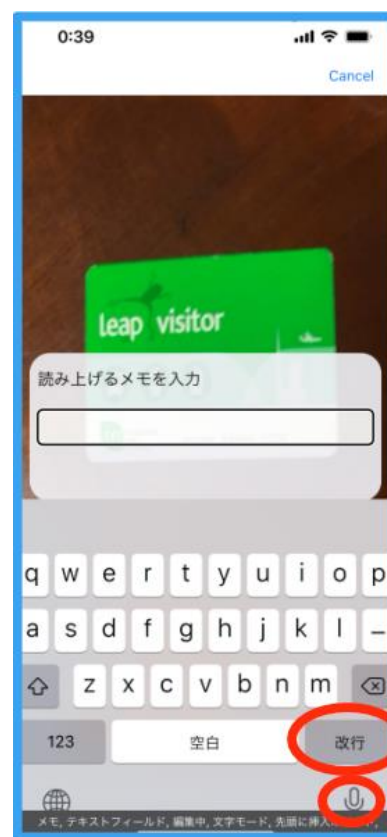 0:39
Cancel
leap visitor
読み上げるメモを入力
q w e r t y u i o p
a s d f g h j k l ー
z x c v b n m
123 空白 改行
メモ, テキストフィールド, 編集中, 文字モード, 先頭に挿入